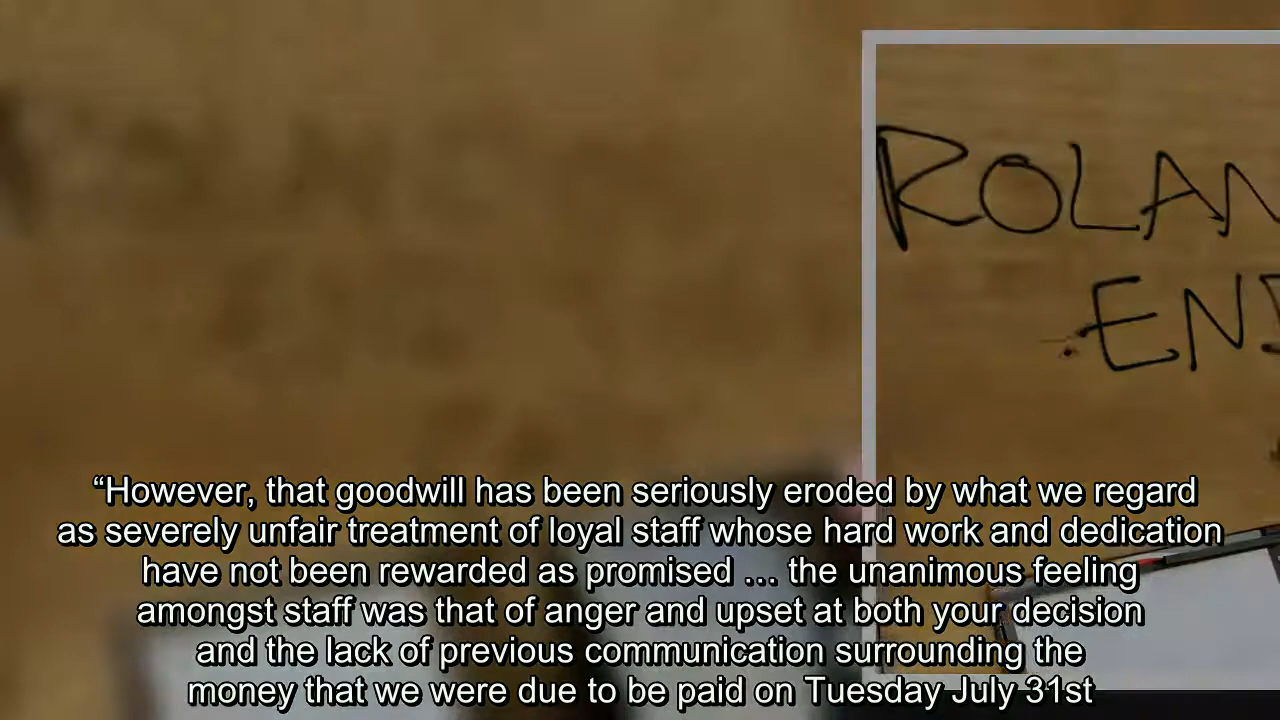 ROLAN
END
“However, that goodwill has been seriously eroded by what we regard
as severely unfair treatment of loyal staff whose hard work and dedication
have not been rewarded as promised … the unanimous feeling
amongst staff was that of anger and upset at both your decision
and the lack of previous communication surrounding the
money that we were due to be paid on Tuesday July 31st